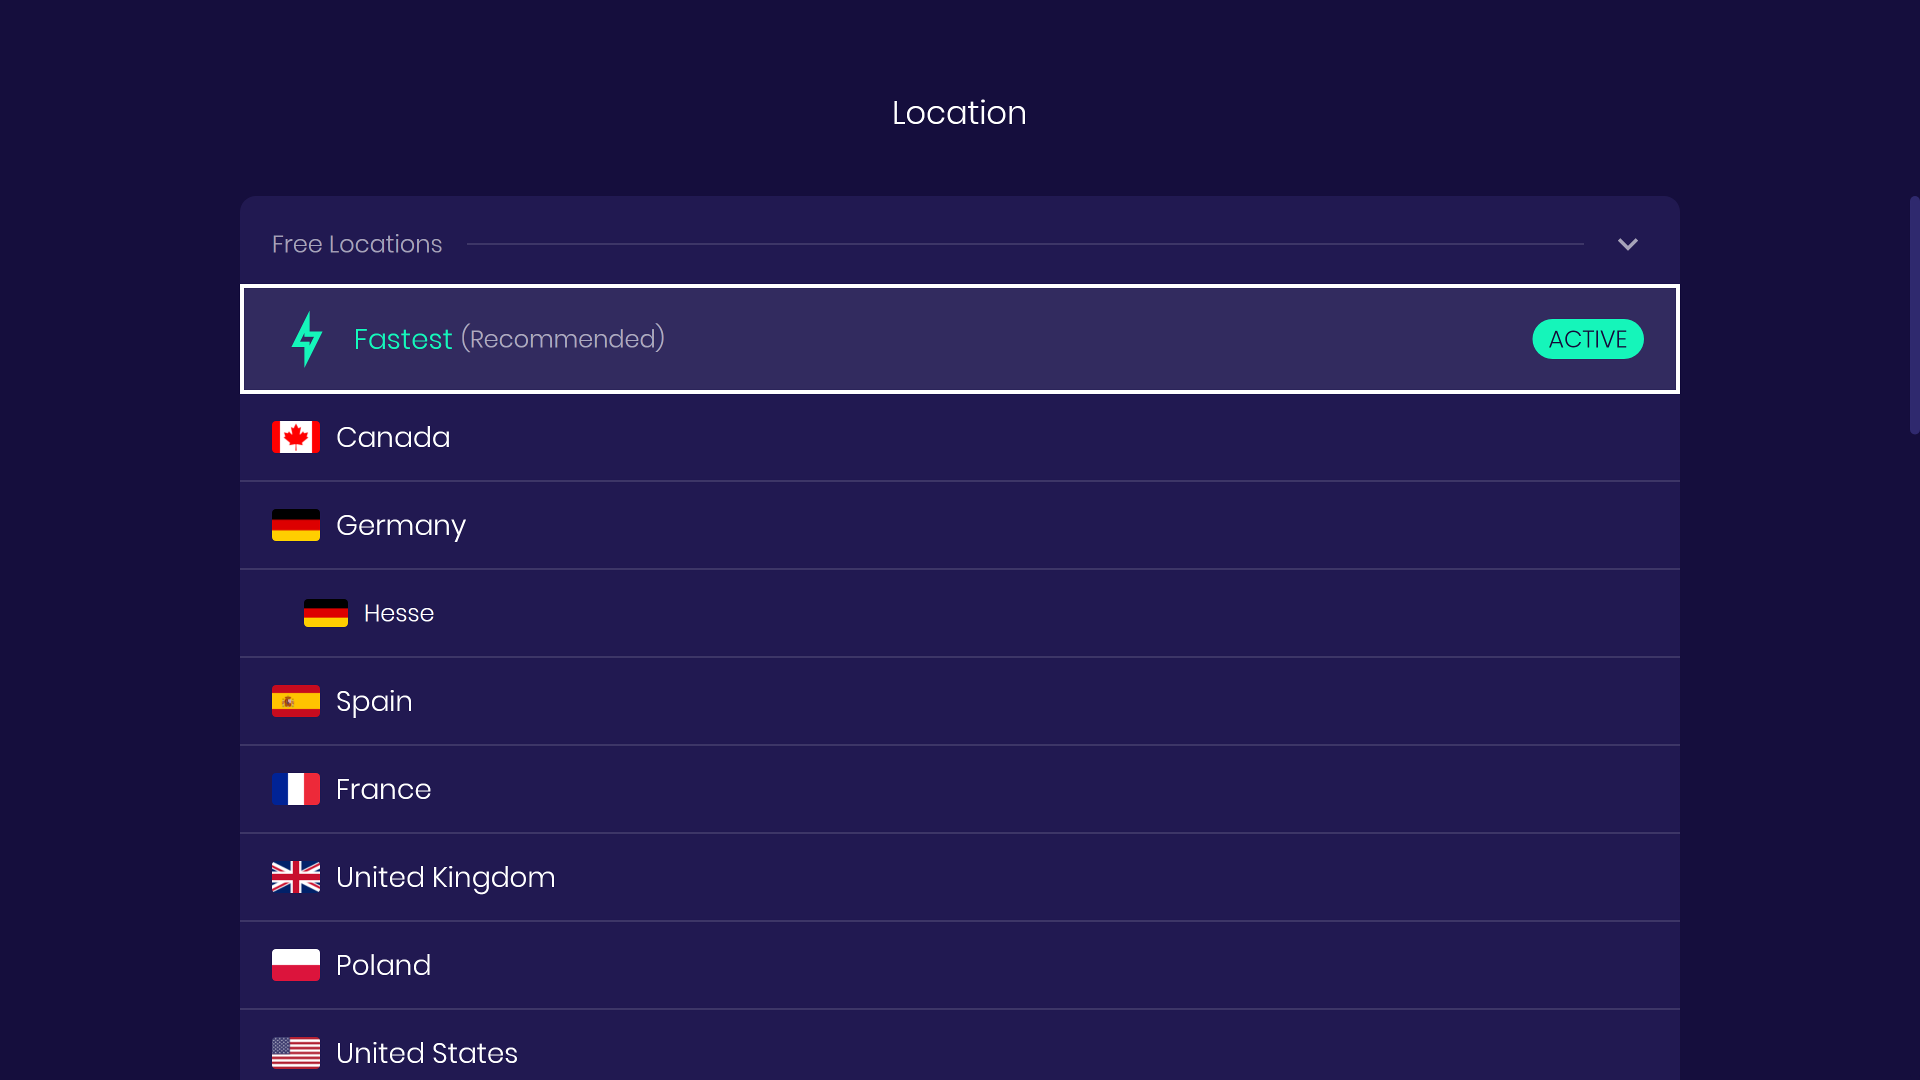 Location
Free Locations
Fastest (Recommended) ACTIVE
Canada
Germany
Hesse
Spain
France
United Kingdom
Poland
United States